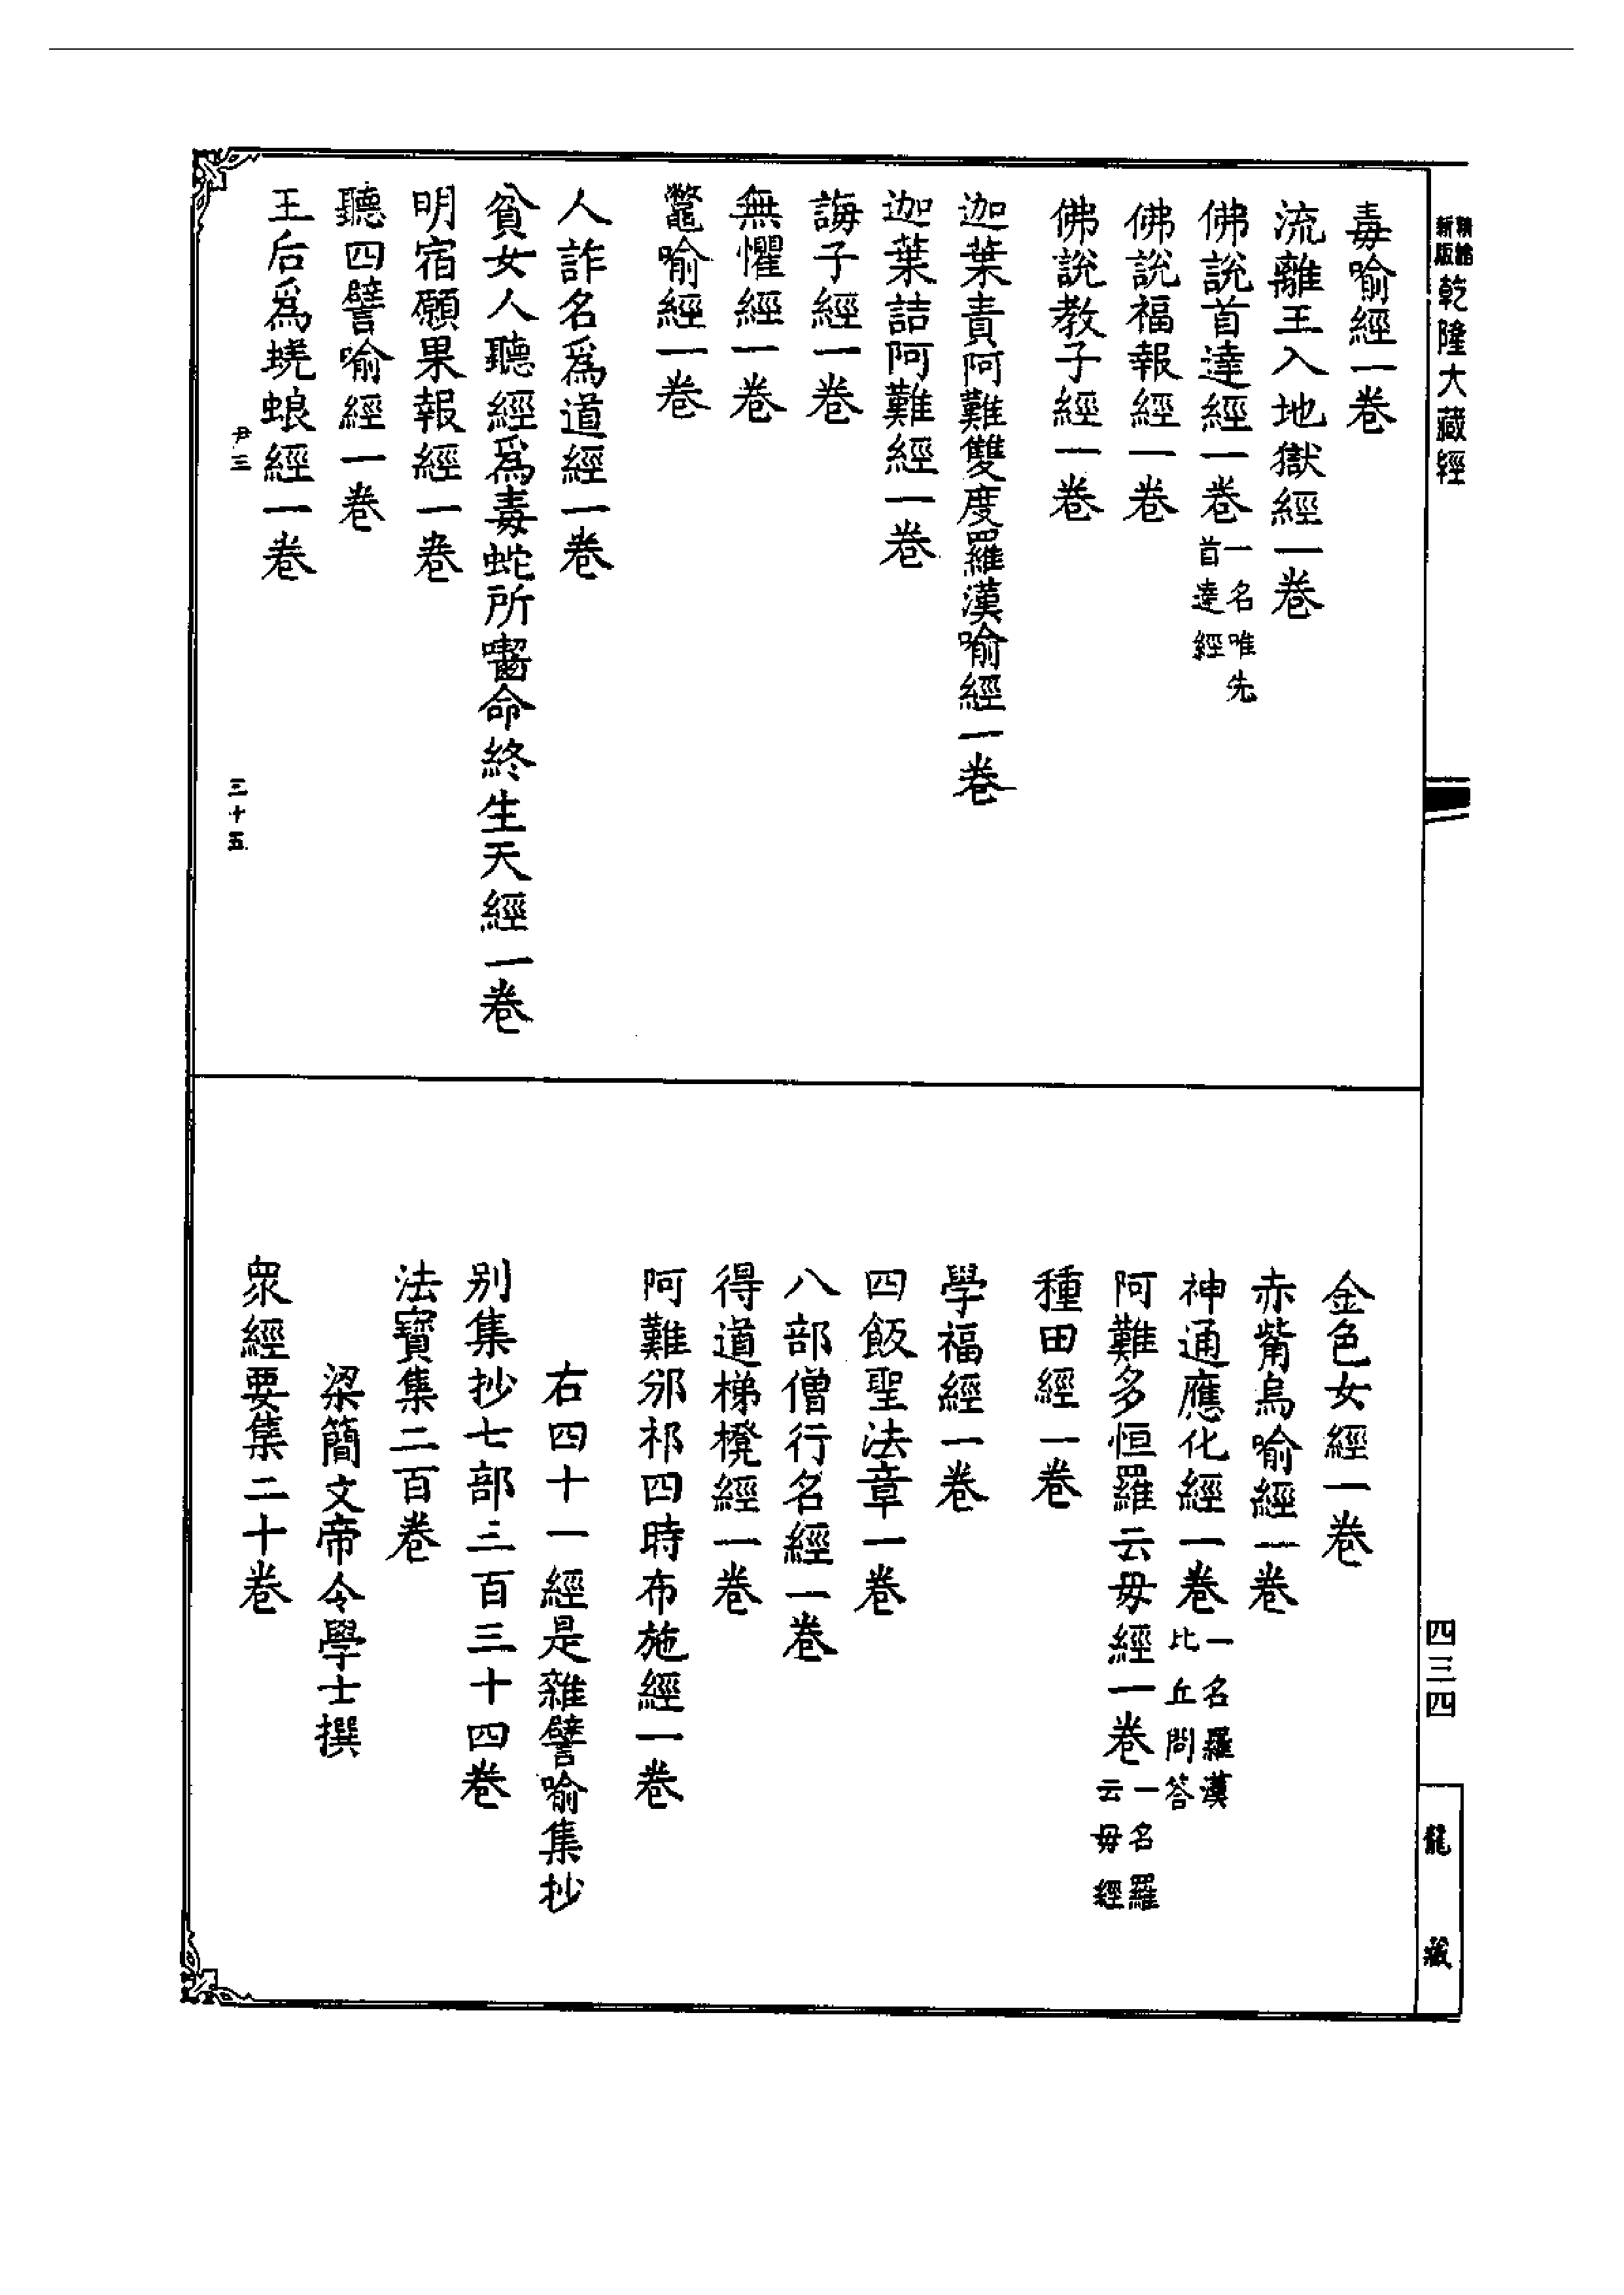 新版乾隆大藏經
毒喻經一卷
流離王入地獄經一卷
佛說首達經一卷一名唯先首達經
佛說福報經一卷
佛說教子經一卷
迦葉責阿難雙度羅漢喻經一卷
迦葉詰阿難經一卷
誨子經一卷
無懼經一卷
鼈喻經一卷
人詐名爲道經一卷
貧女人聽經爲毒蛇所囓命終生天經一卷
明宿願果報經一卷
聽四譬喻經一卷
王后爲蜣蜋經一卷
尹三
三十五
金色女經一卷
赤觜烏喻經一卷
神通應化經一卷一名羅漢比丘問答
阿難多恒羅云毋經一卷一名羅云毋經
種田經一卷
學福經一卷
四飯聖法章一卷
八部僧行名經一卷
得道梯櫈經一卷
阿難邠祁四時布施經一卷
右四十一經是雜譬喻集抄
别集抄七部三百三十四卷
法寶集二百卷
梁簡文帝令學士撰
衆經要集二十卷
四三四
龍藏